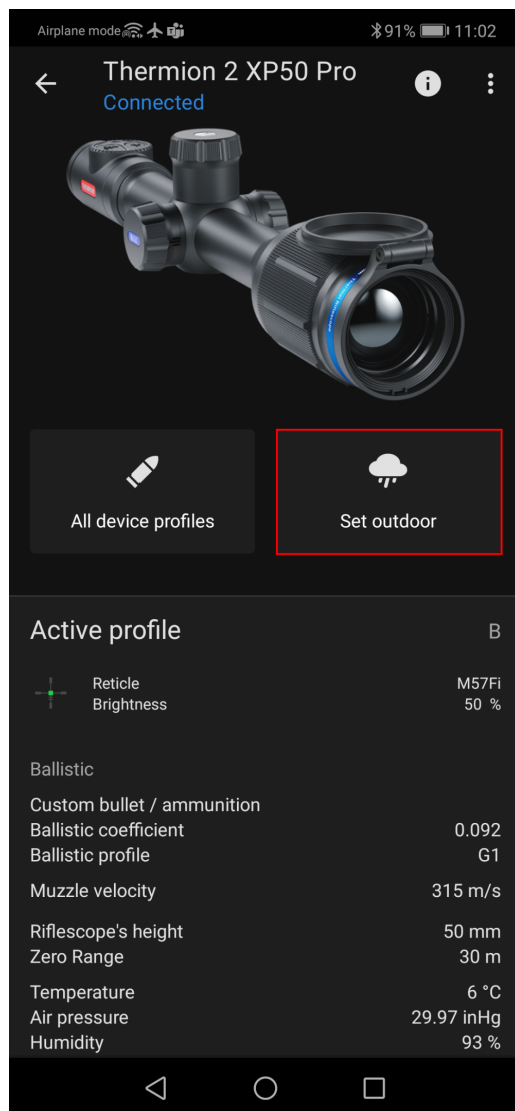 Airplane mode 91% 11:02
Thermion 2 XP50 Pro
Connected
All device profiles
Set outdoor
Active profile B
Reticle M57Fi
Brightness 50 %
Ballistic
Custom bullet / ammunition
Ballistic coefficient 0.092
Ballistic profile G1
Muzzle velocity 315 m/s
Riflescope's height 50 mm
Zero Range 30 m
Temperature 6 °C
Air pressure 29.97 inHg
Humidity 93 %